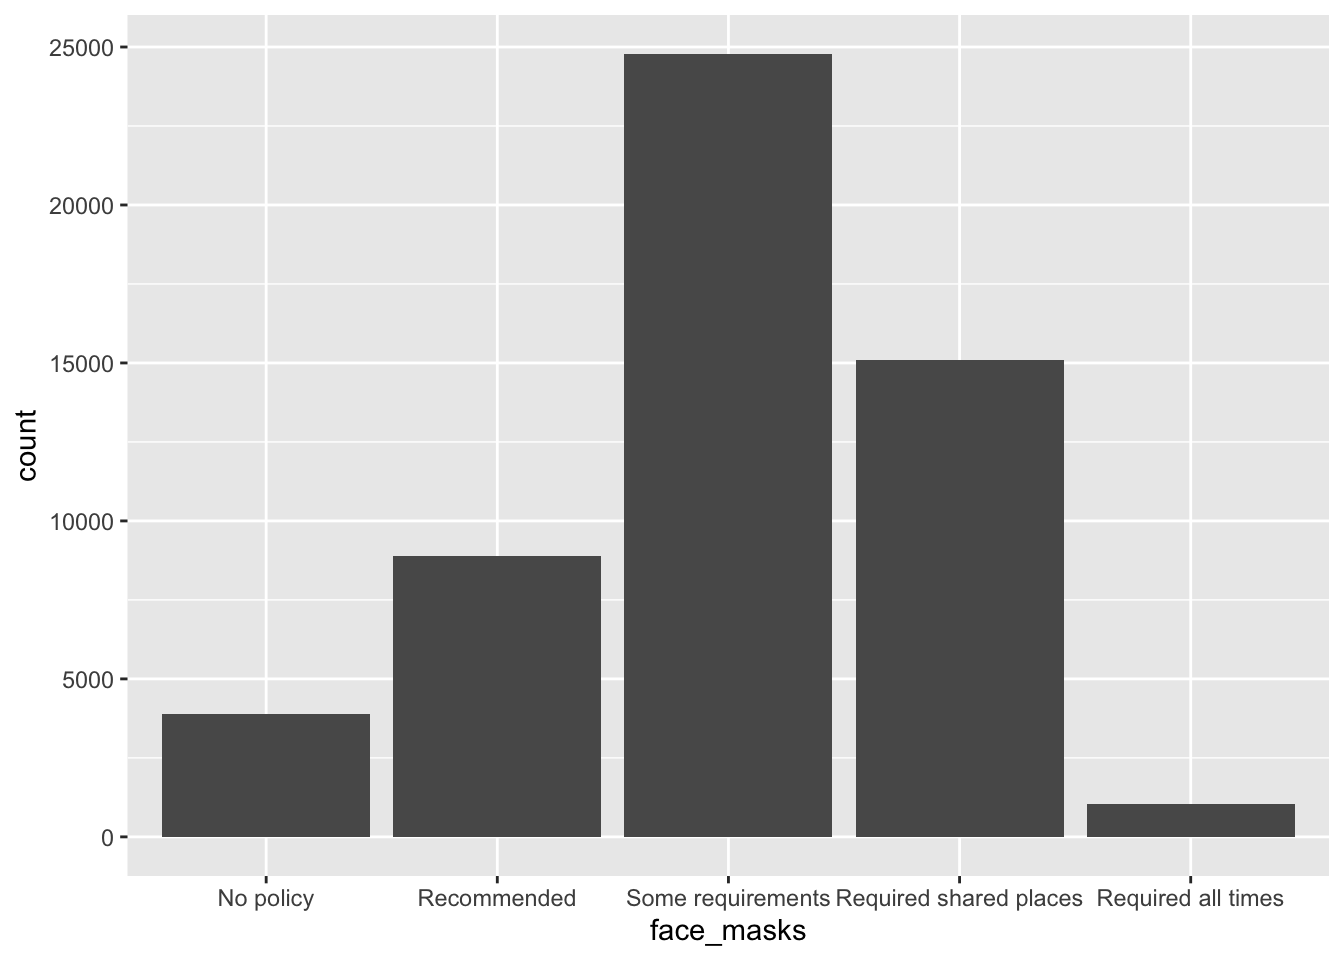 25000
20000
15000
10000
5000
0
count
No policy Recommended Some requirements Required shared places Required all times
face_masks